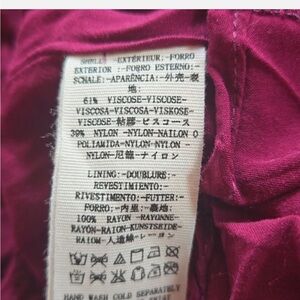 SHELL: -EXTÉRIEUR:-FORRO
EXTERIOR :-FORRO ESTERNO:-
SCHALE:-APARÊNCIA:-外壳-表
地:
61% VISCOSE-VISCOSE-
VISCOSA-VISCOSA-VISKOSE-
VISCOSE-粘膠-ビスコース
39% NYLON -NYLON-NAILON O
POLIAMIDA-NYLON-NYLON-
NYLON-尼龍-ナイロン
LINING:-DOUBLURE:-
REVESTIMIENTO:-
RIVESTIMENTO:-FUTTER:-
FORRO:-内里:-裏地:
100% RAYON -RAYONNE-
RAYÓN-RAION-KUNSTSEIDE-
RAIOM-人造絲-レーヨン
HAND WASH COLD SEPARATELY